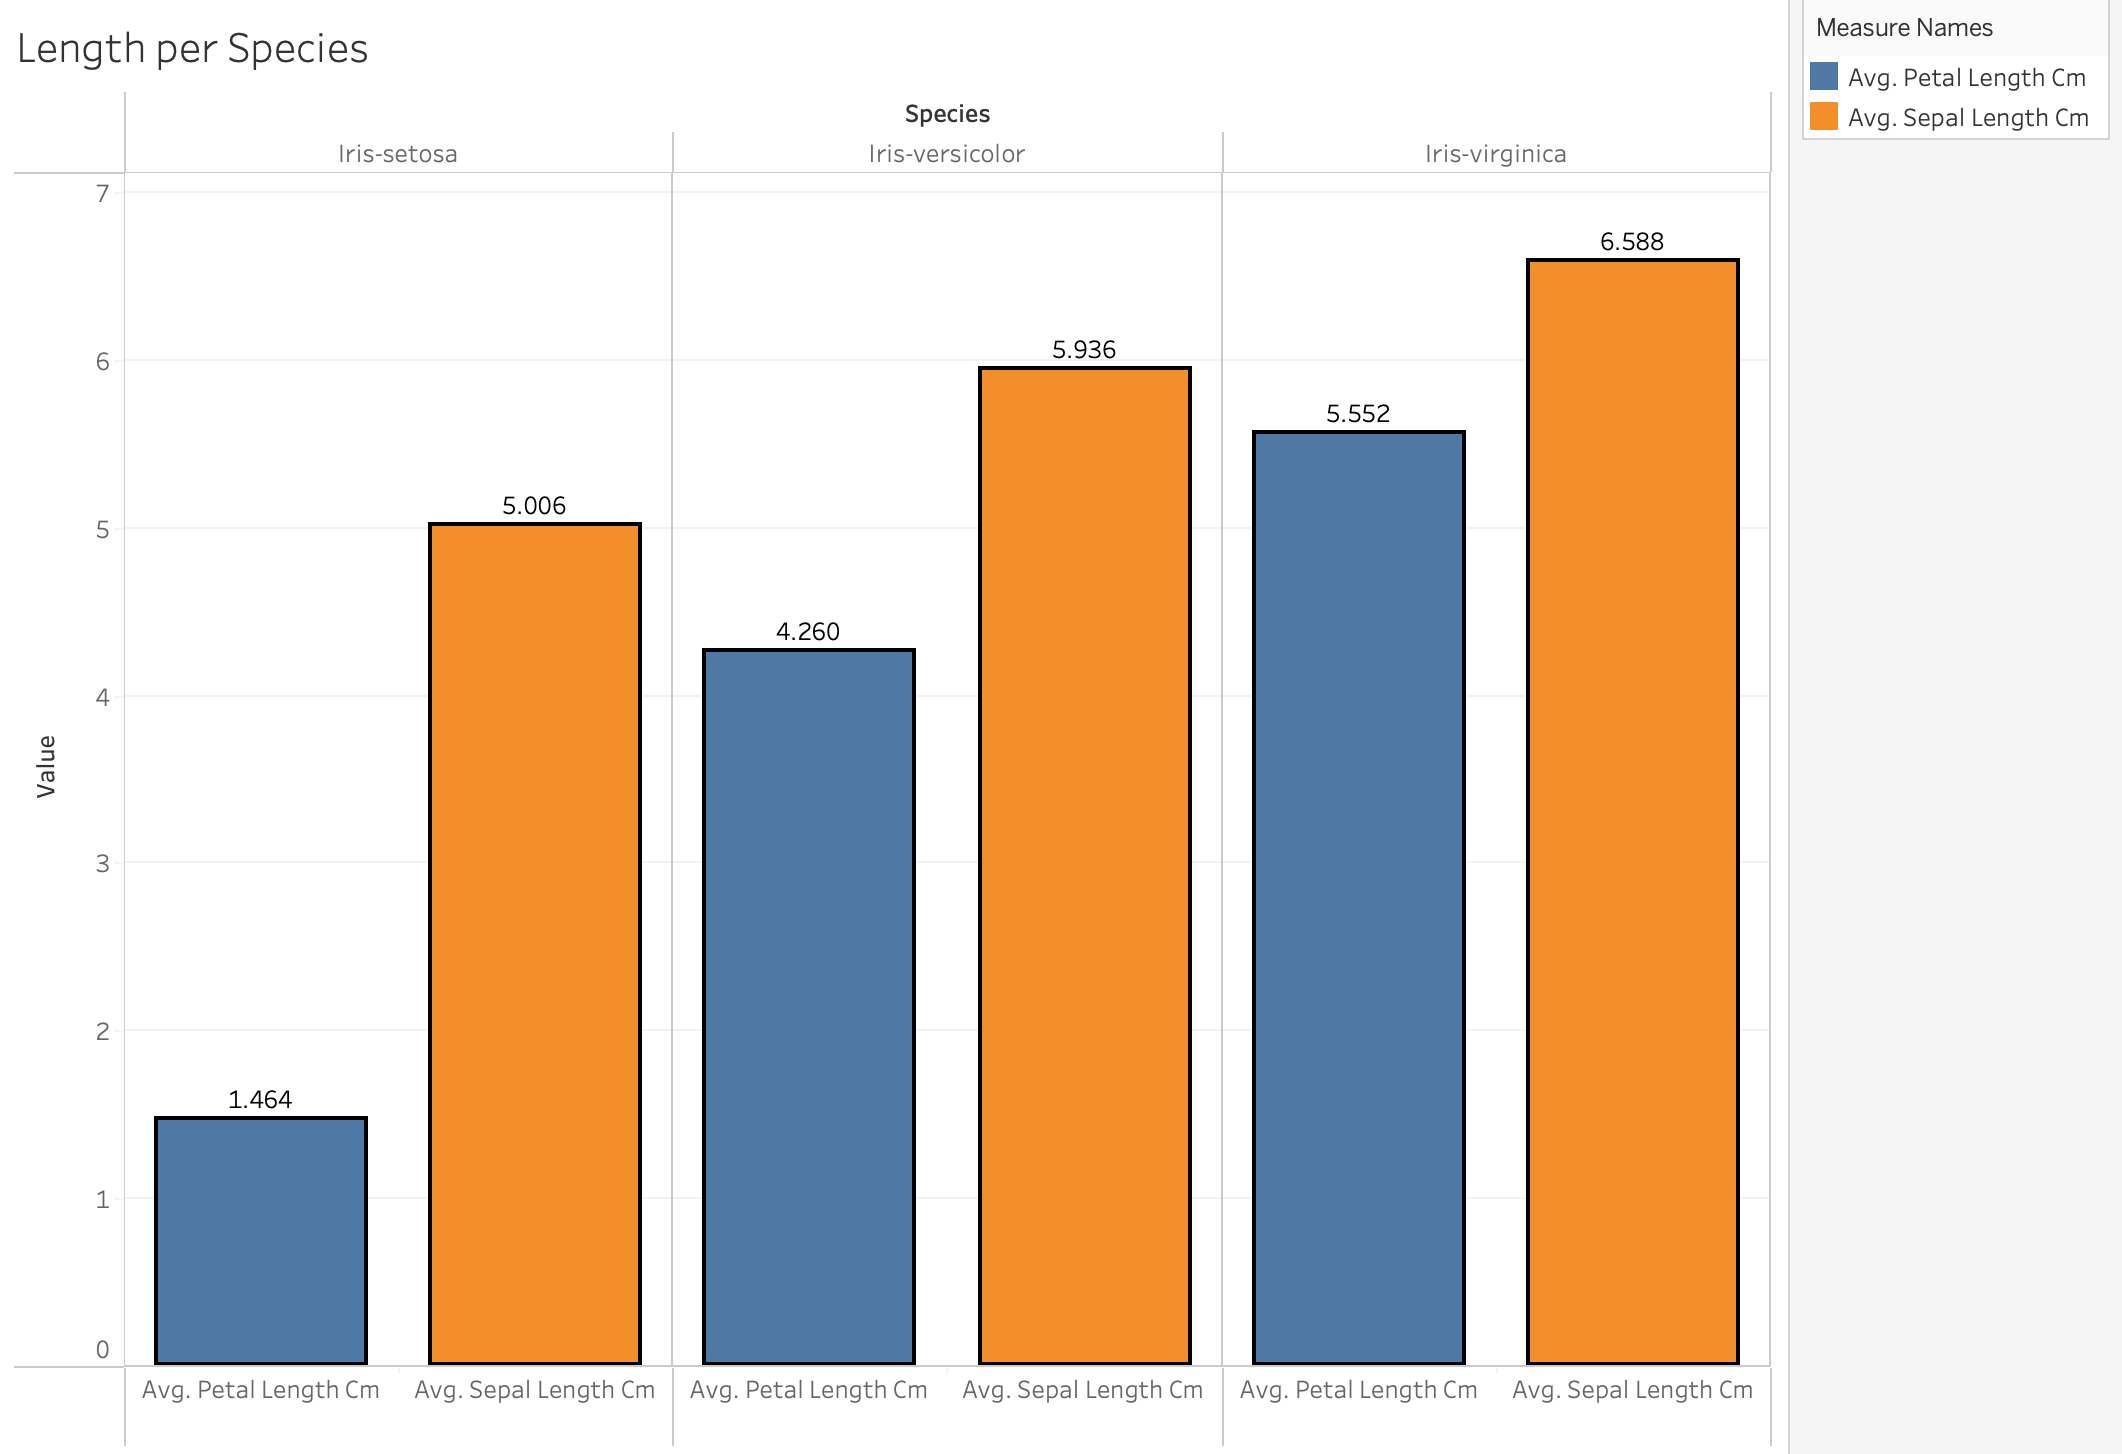 Length per Species
Measure Names
Avg. Petal Length Cm
Avg. Sepal Length Cm
Species
Iris-setosa Iris-versicolor Iris-virginica
7
6
5
4
3
2
1
0
Value
1.464
5.006
4.260
5.936
5.552
6.588
Avg. Petal Length Cm Avg. Sepal Length Cm Avg. Petal Length Cm Avg. Sepal Length Cm Avg. Petal Length Cm Avg. Sepal Length Cm